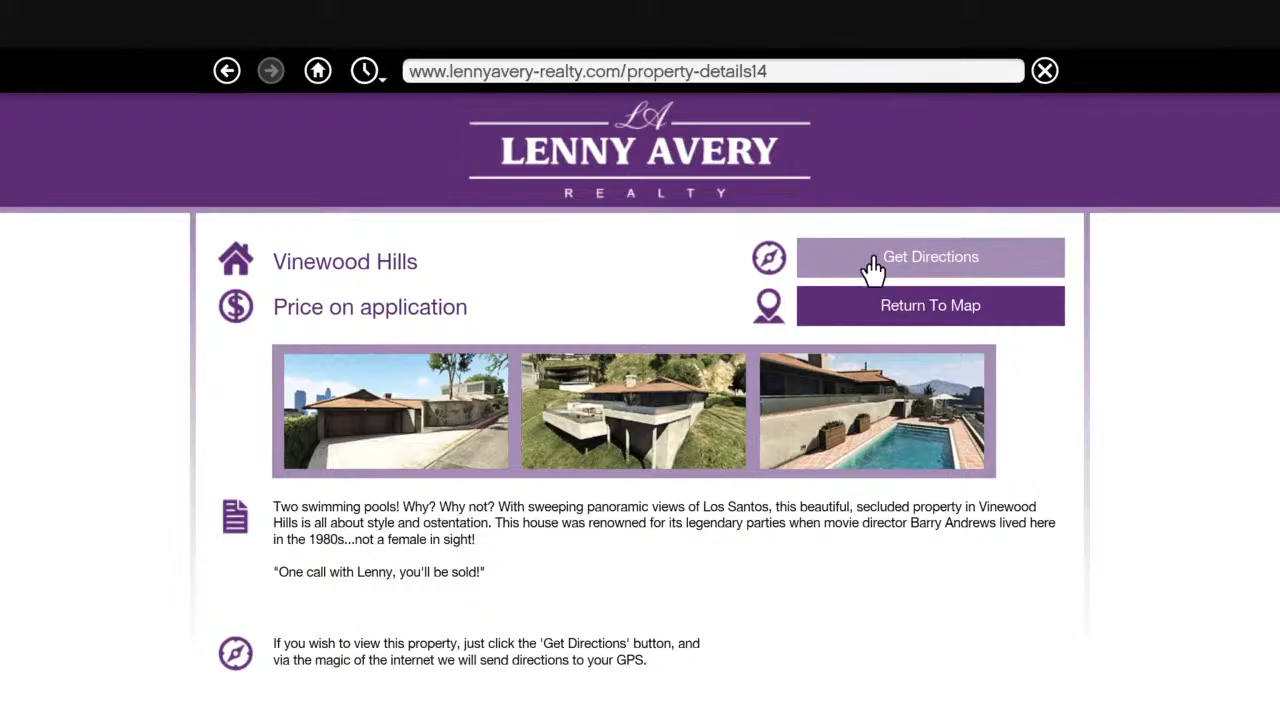 www.lennyavery-realty.com/property-details14
LA
LENNY AVERY
REALTY
Vinewood Hills
Get Directions
Price on application
Return To Map
Two swimming pools! Why? Why not? With sweeping panoramic views of Los Santos, this beautiful, secluded property in Vinewood
Hills is all about style and ostentation. This house was renowned for its legendary parties when movie director Barry Andrews lived here
in the 1980s...not a female in sight!
"One call with Lenny, you'll be sold!"
If you wish to view this property, just click the 'Get Directions' button, and
via the magic of the internet we will send directions to your GPS.